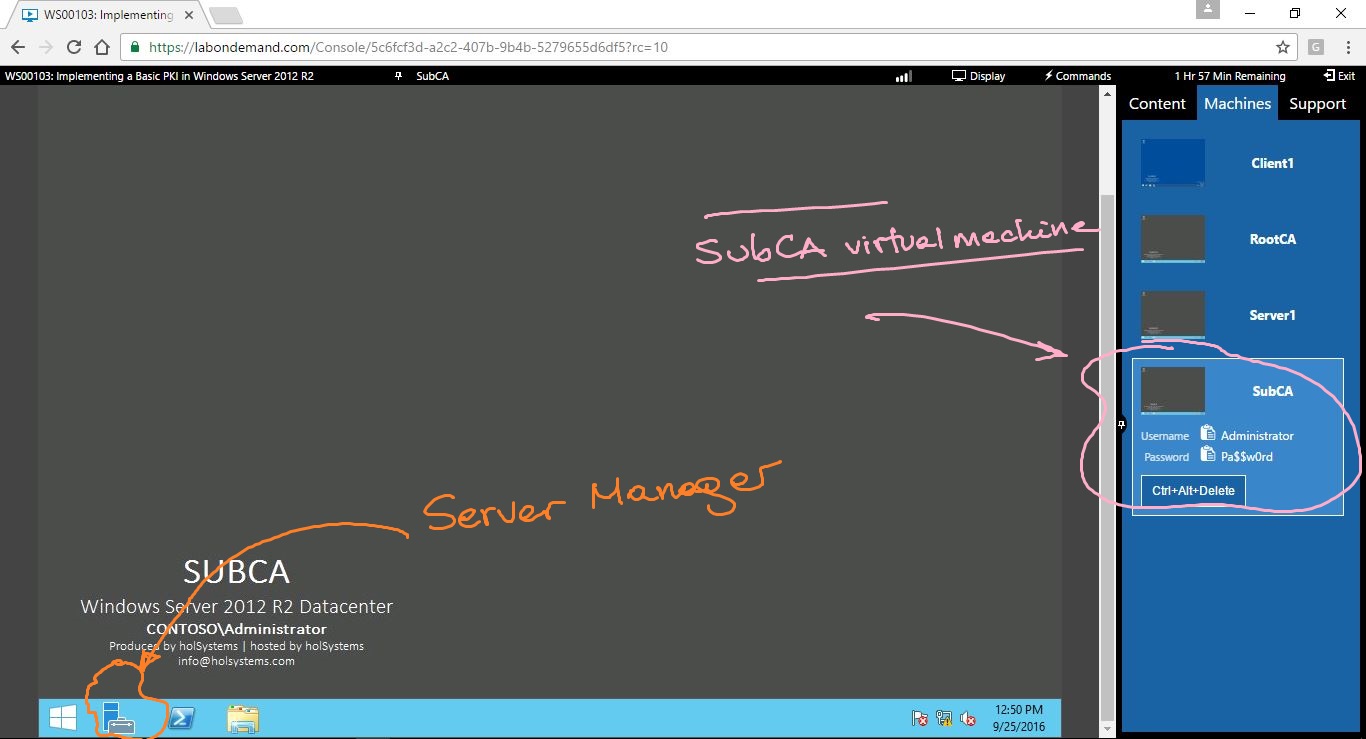 WS00103: Implementing
https://labondemand.com/Console/5c6fcf3d-a2c2-407b-9b4b-5279655d6df5?rc=10
G
WS00103: Implementing a Basic PKI in Windows Server 2012 R2
SubCA
Display
Commands
1 Hr 57 Min Remaining
Exit
Content
Machines
Support
Client1
RootCA
Server1
SubCA
Username
Administrator
Password
Pa$$w0rd
Ctrl+Alt+Delete
SubCA virtual machine
Server Manager
SUBCA
Windows Server 2012 R2 Datacenter
CONTOSO\Administrator
Produced by holSystems | hosted by holSystems
info@holsystems.com
12:50 PM
9/25/2016